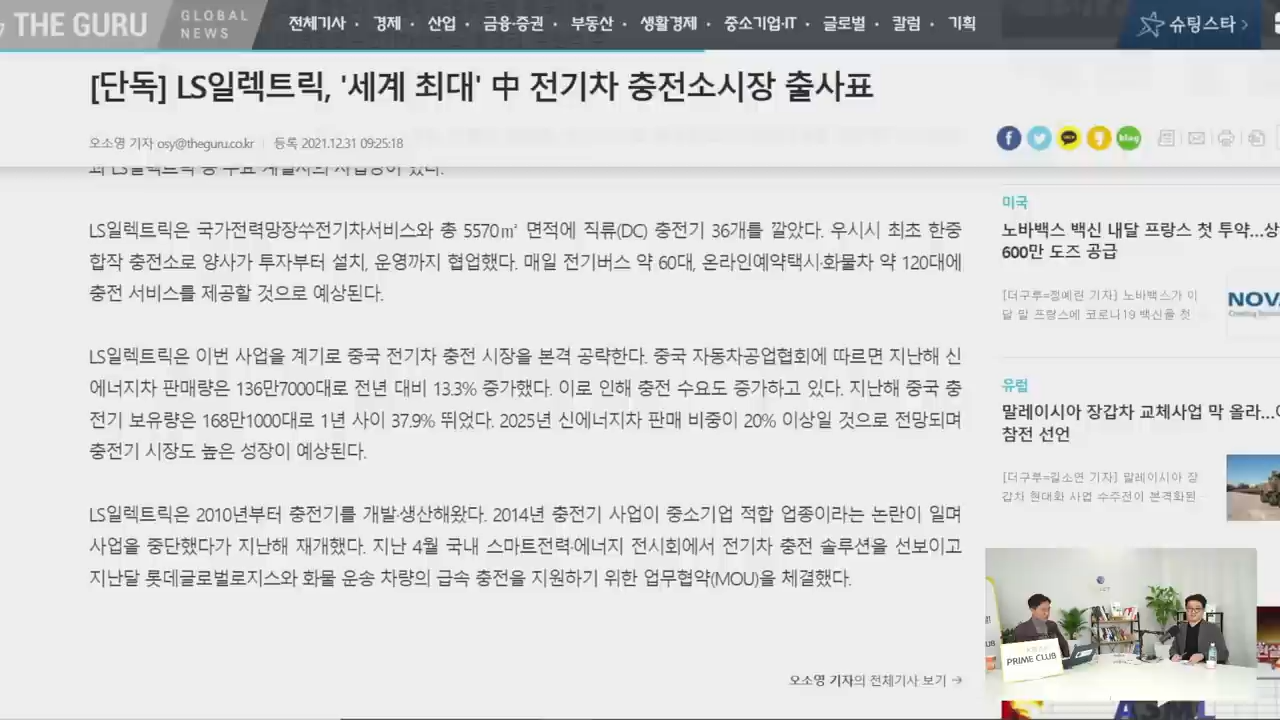 THE GURU
GLOBAL
NEWS
전체기사 · 경제 · 산업 · 금융·증권 · 부동산 · 생활경제 · 중소기업·IT · 글로벌 · 칼럼 · 기획
슈팅스타 >
[단독] LS일렉트릭, '세계 최대' 中 전기차 충전소시장 출사표
오소영 기자 osy@theguru.co.kr | 등록 2021.12.31 09:25:18
blog
LS일렉트릭은 국가전력망장쑤전기차서비스와 총 5570㎡ 면적에 직류(DC) 충전기 36개를 깔았다. 우시시 최초 한중
합작 충전소로 양사가 투자부터 설치, 운영까지 협업했다. 매일 전기버스 약 60대, 온라인예약택시·화물차 약 120대에
충전 서비스를 제공할 것으로 예상된다.
LS일렉트릭은 이번 사업을 계기로 중국 전기차 충전 시장을 본격 공략한다. 중국 자동차공업협회에 따르면 지난해 신
에너지차 판매량은 136만7000대로 전년 대비 13.3% 증가했다. 이로 인해 충전 수요도 증가하고 있다. 지난해 중국 충
전기 보유량은 168만1000대로 1년 사이 37.9% 뛰었다. 2025년 신에너지차 판매 비중이 20% 이상일 것으로 전망되며
충전기 시장도 높은 성장이 예상된다.
LS일렉트릭은 2010년부터 충전기를 개발·생산해왔다. 2014년 충전기 사업이 중소기업 적합 업종이라는 논란이 일며
사업을 중단했다가 지난해 재개했다. 지난 4월 국내 스마트전력·에너지 전시회에서 전기차 충전 솔루션을 선보이고
지난달 롯데글로벌로지스와 화물 운송 차량의 급속 충전을 지원하기 위한 업무협약(MOU)을 체결했다.
오소영 기자의 전체기사 보기 →
미국
노바백스 백신 내달 프랑스 첫 투약...상
600만 도즈 공급
[더구루=정예린 기자] 노바백스가 이
달 말 프랑스에 코로나19 백신을 첫
NOV
유럽
말레이시아 장갑차 교체사업 막 올라...
참전 선언
[더구루=길소연 기자] 말레이시아 장
갑차 현대화 사업 수주전이 본격화된
PRIME CLUB
ASML